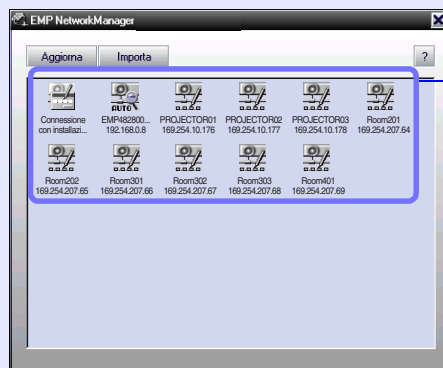 EMP NetworkManager
Aggiorna
Importa
?
AUTO
Connessione
con installazi...
EMP482800...
192.168.0.8
PROJECTOR01
169.254.10.176
PROJECTOR02
169.254.10.177
PROJECTOR03
169.254.10.178
Room201
169.254.207.64
Room202
169.254.207.65
Room301
169.254.207.66
Room302
169.254.207.67
Room303
169.254.207.68
Room401
169.254.207.69